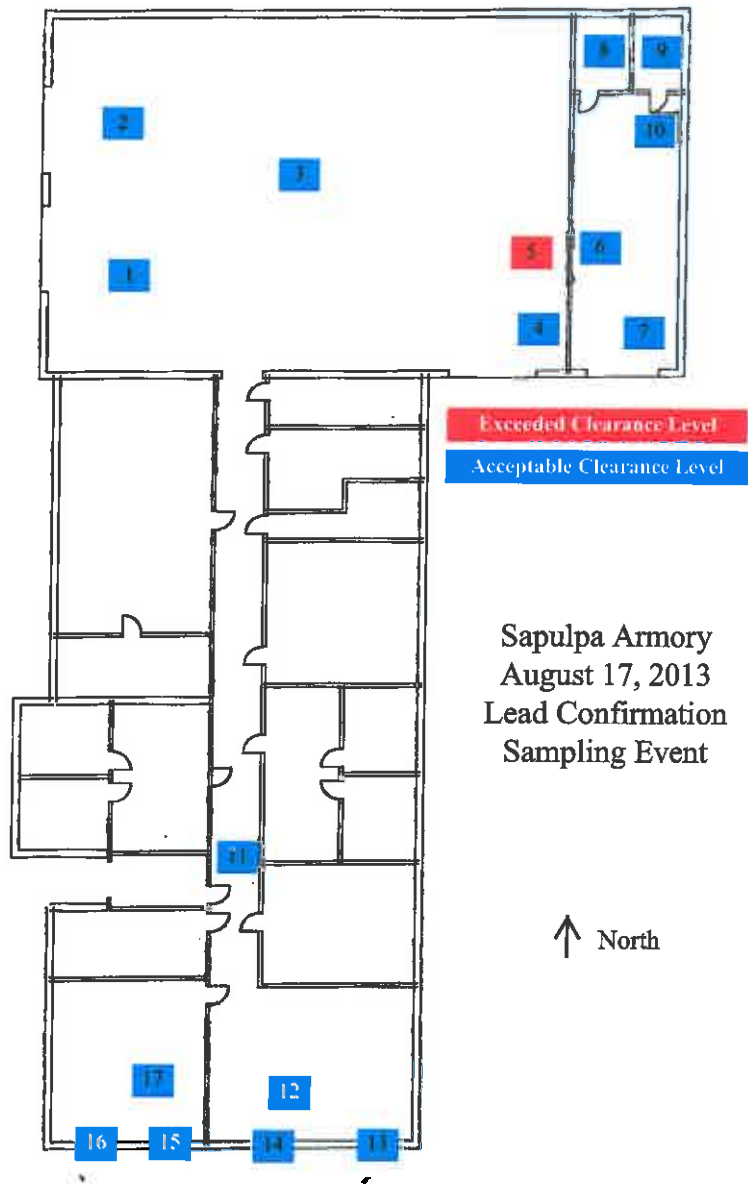 8
9
2
10
3
5
6
1
4
7
Exceeded Clearance Level
Acceptable Clearance Level
Sapulpa Armory
August 17, 2013
Lead Confirmation
Sampling Event
11
North
17
12
16
15
14
13